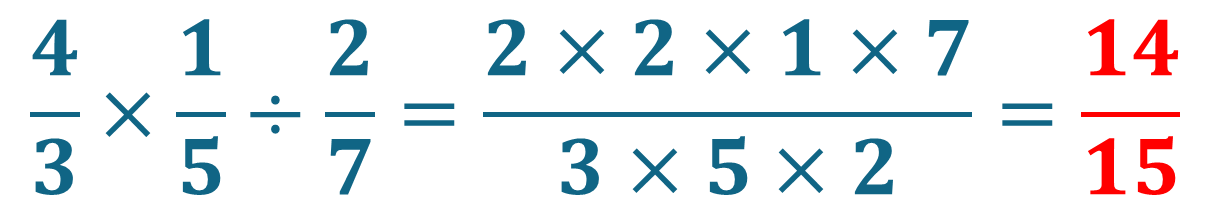 4/3 × 1/5 ÷ 2/7 = (2 × 2 × 1 × 7)/(3 × 5 × 2) = 14/15